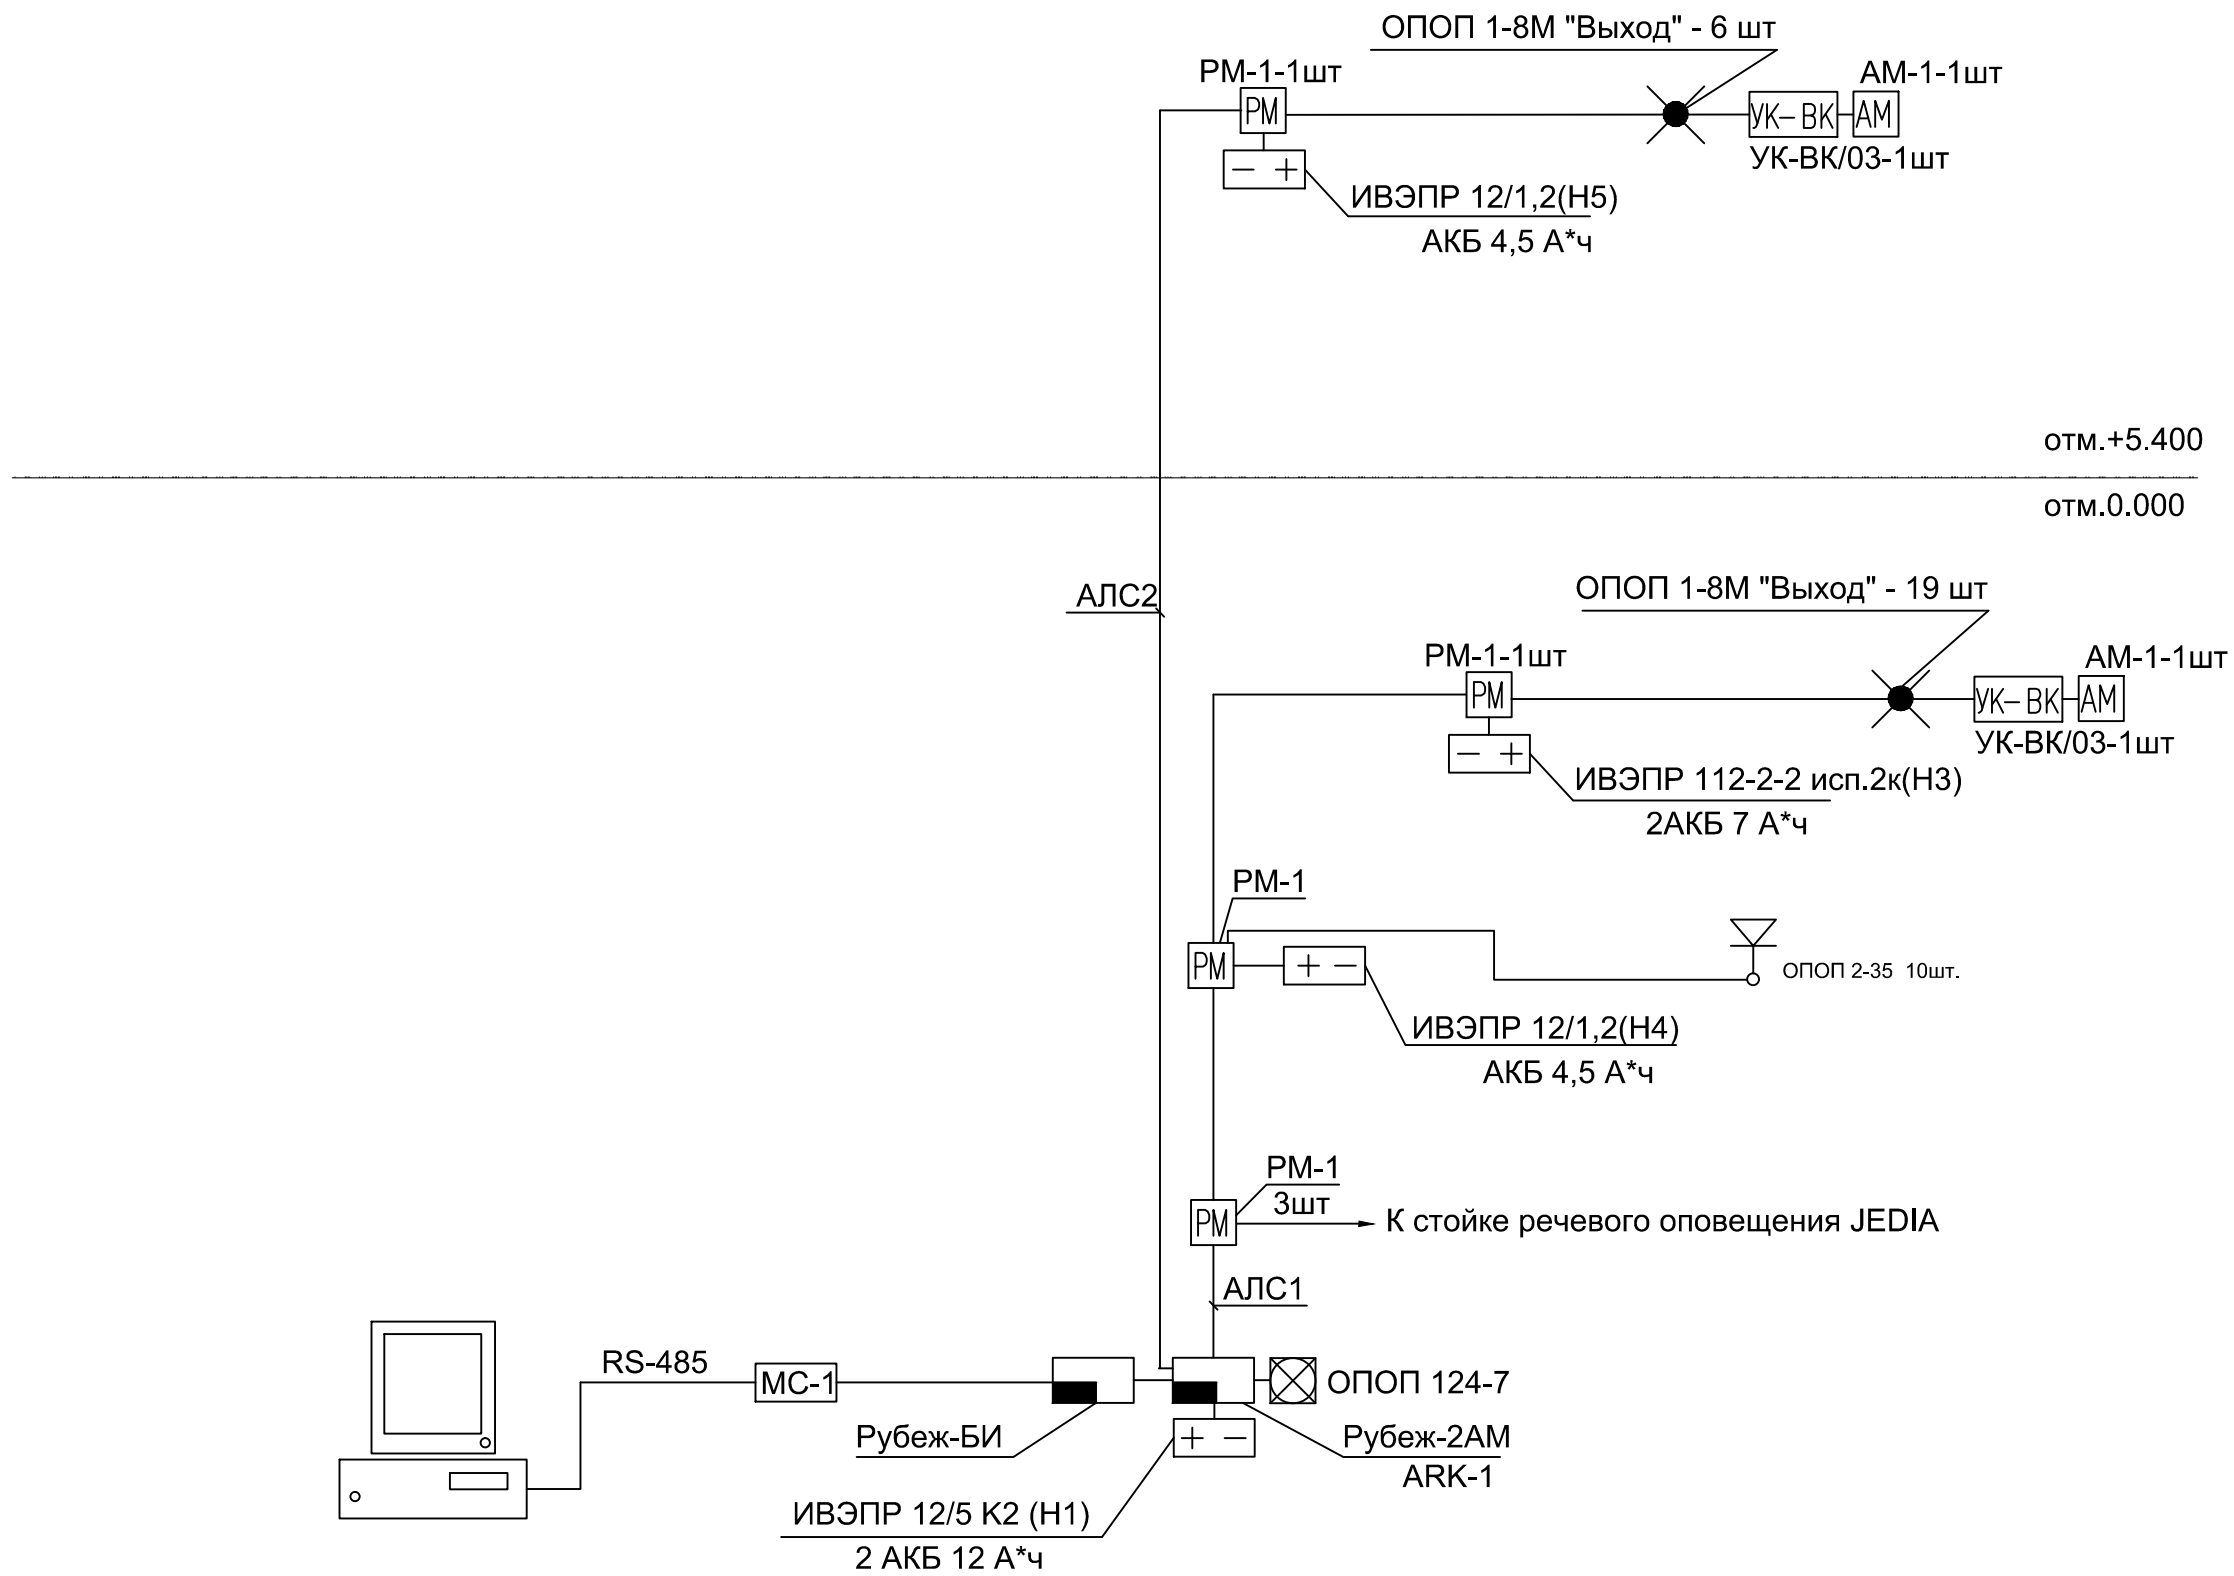 ОПОП 1-8М "Выход" - 6 шт
РМ-1-1шт
АМ-1-1шт
РМ
УК-ВК
АМ
УК-ВК/03-1шт
ИВЭПР 12/1,2(Н5)
АКБ 4,5 А*ч
отм.+5.400
отм.0.000
АЛС2
ОПОП 1-8М "Выход" - 19 шт
РМ-1-1шт
АМ-1-1шт
РМ
УК-ВК
АМ
УК-ВК/03-1шт
ИВЭПР 112-2-2 исп.2к(Н3)
2АКБ 7 А*ч
РМ-1
РМ
ОПОП 2-35 10шт.
ИВЭПР 12/1,2(Н4)
АКБ 4,5 А*ч
РМ-1
3шт
РМ
К стойке речевого оповещения JEDIA
АЛС1
RS-485
МС-1
ОПОП 124-7
Рубеж-БИ
Рубеж-2АМ
ARK-1
ИВЭПР 12/5 К2 (Н1)
2 АКБ 12 А*ч